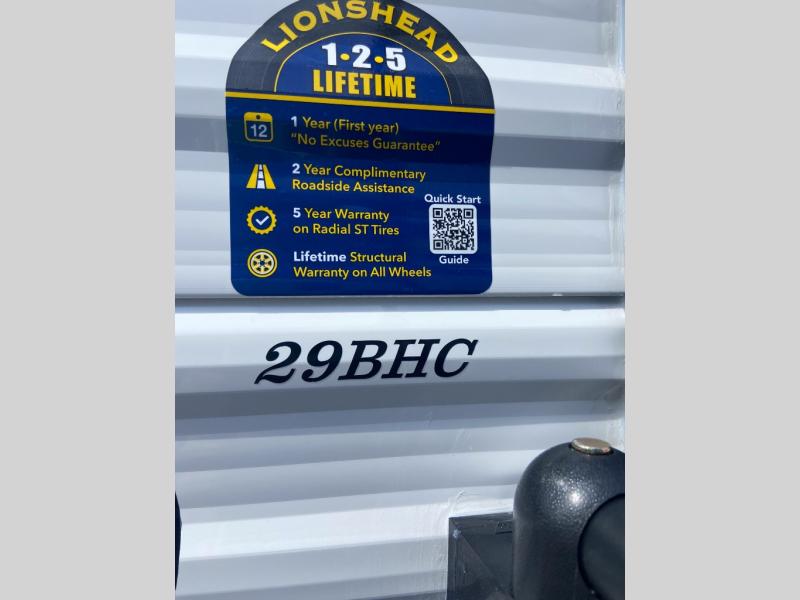 LIONSHEAD
1•2•5
LIFETIME
12
1 Year (First year)
"No Excuses Guarantee"
2 Year Complimentary
Roadside Assistance
5 Year Warranty
on Radial ST Tires
Quick Start
Guide
Lifetime Structural
Warranty on All Wheels
29BHC